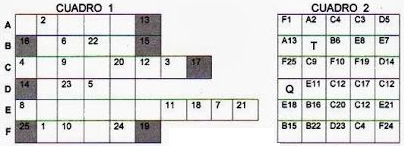 CUADRO 1
A 2 13
B 16 6 22 15
C 4 9 20 12 3 17
D 14 23 5
E 8 11 18 7 21
F 25 1 10 24 19
CUADRO 2
F1 A2 C4 C3 D5
A13 T B6 E8 E7
F25 C9 F10 F19 D14
Q E11 C12 C17 C12
E18 B16 C20 C12 E21
B15 B22 D23 C4 F24